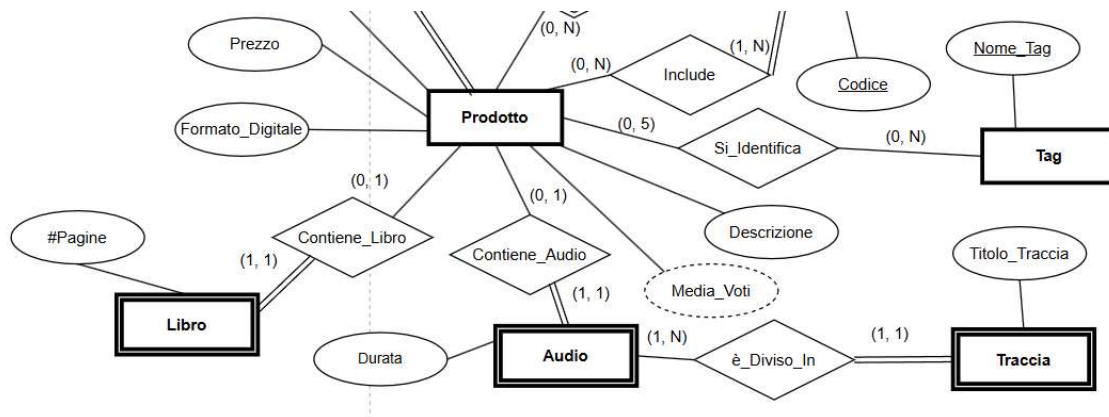 (0, N)
Prezzo
(0, N)
(1, N)
Include
Nome_Tag
Codice
Prodotto
Formato_Digitale
(0, 5)
Si_Identifica
(0, N)
Tag
(0, 1)
(0, 1)
#Pagine
Contiene_Libro
Contiene_Audio
Descrizione
Titolo_Traccia
(1, 1)
(1, 1)
Media_Voti
Libro
Durata
Audio
(1, N)
è_Diviso_In
(1, 1)
Traccia